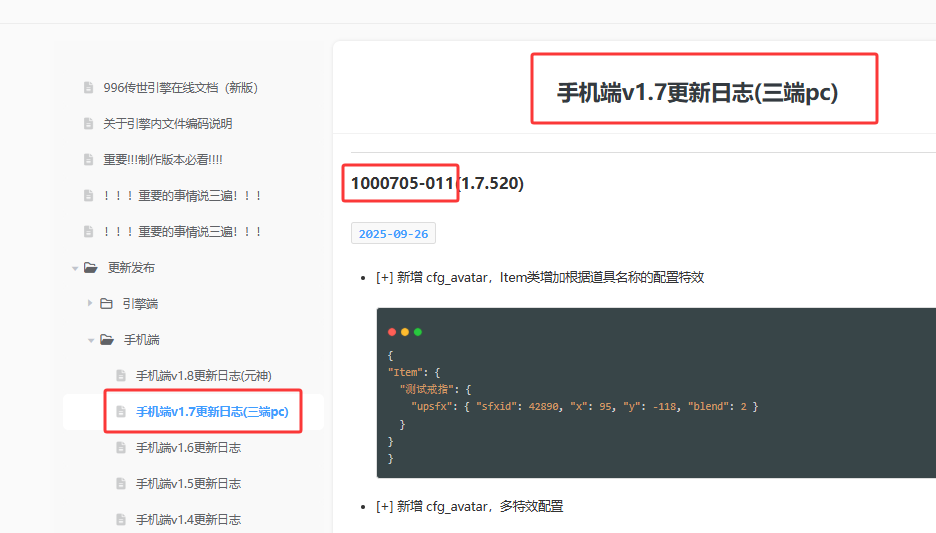 996传世引擎在线文档（新版）
关于引擎内文件编码说明
重要!!!制作版本必看!!!!
！！！重要的事情说三遍！！！
！！！重要的事情说三遍！！！
更新发布
引擎端
手机端
手机端v1.8更新日志(元神)
手机端v1.7更新日志(三端pc)
手机端v1.6更新日志
手机端v1.5更新日志
手机端v1.4更新日志
手机端v1.7更新日志(三端pc)
1000705-011(1.7.520)
2025-09-26
[+] 新增 cfg_avatar，Item类增加根据道具名称的配置特效
{
"Item": {
"测试戒指": {
"upsfx": { "sfxid": 42890, "x": 95, "y": -118, "blend": 2 }
}
}
}
[+] 新增 cfg_avatar，多特效配置